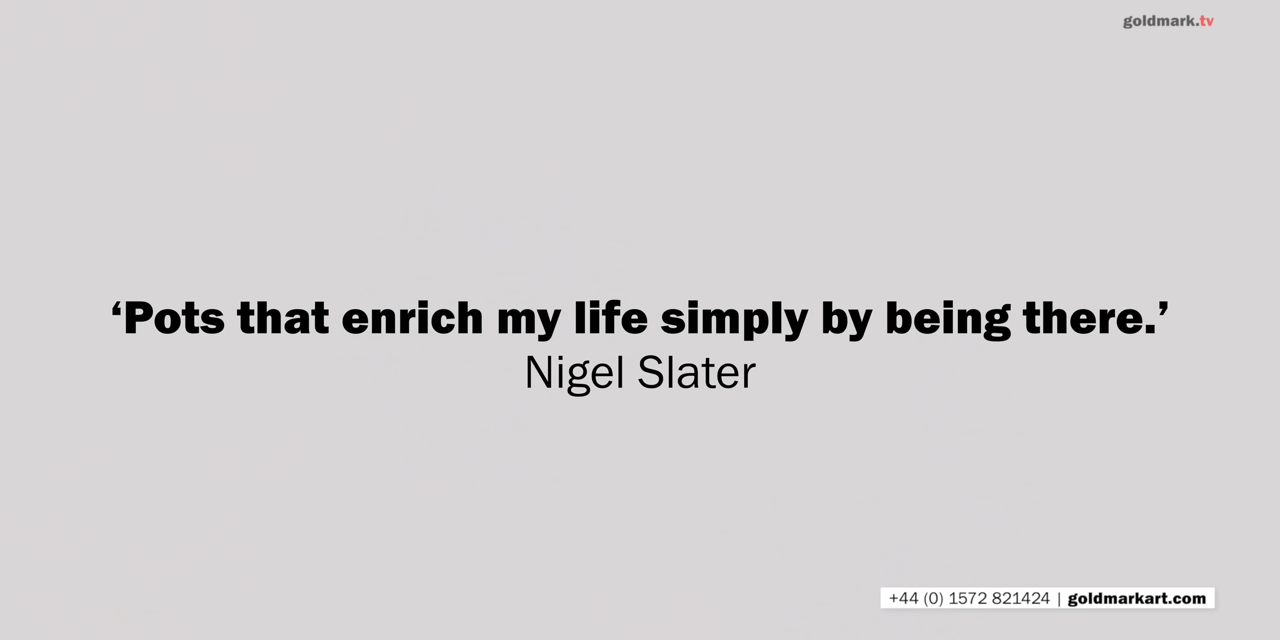 goldmark.tv
‘Pots that enrich my life simply by being there.’
Nigel Slater
+44 (0) 1572 821424 | goldmarkart.com